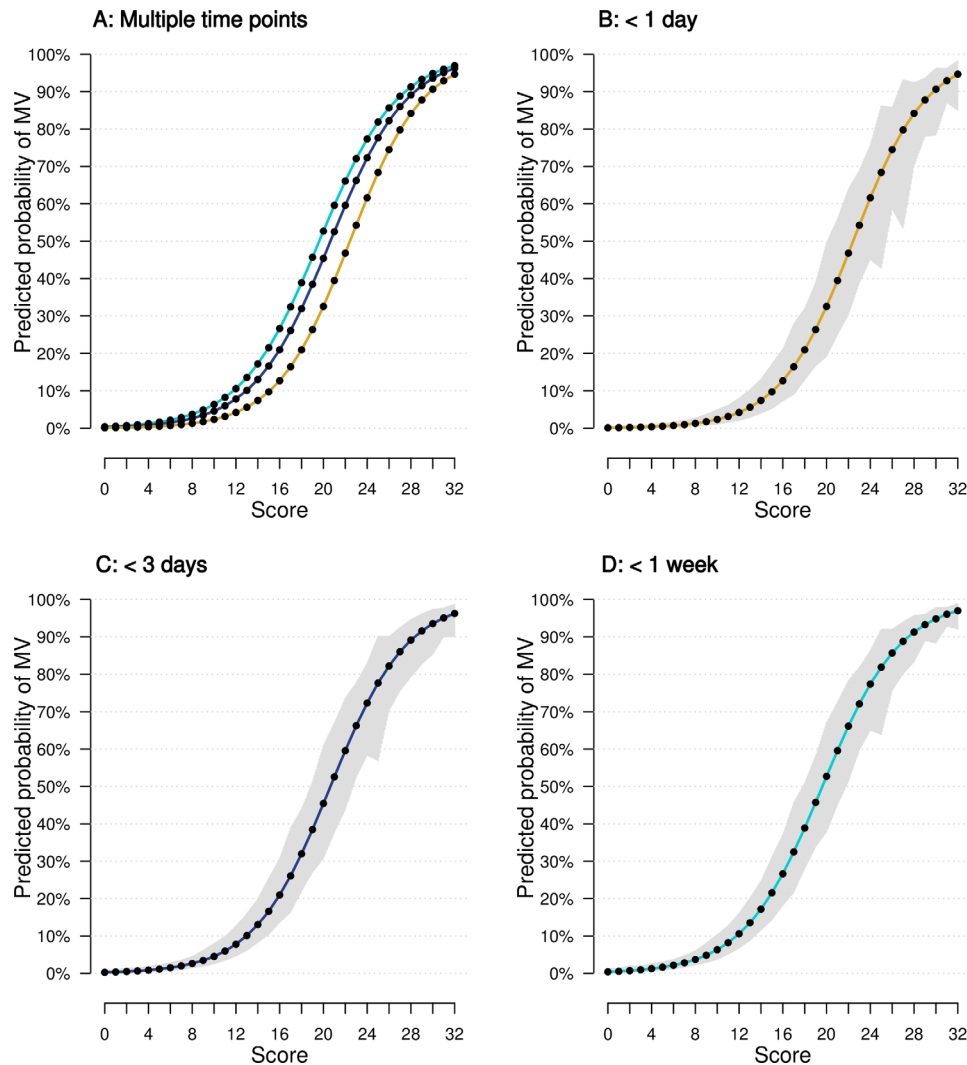 A: Multiple time points
Predicted probability of MV
100%
90%
80%
70%
60%
50%
40%
30%
20%
10%
0%
0 4 8 12 16 20 24 28 32
Score
B: < 1 day
Predicted probability of MV
100%
90%
80%
70%
60%
50%
40%
30%
20%
10%
0%
0 4 8 12 16 20 24 28 32
Score
C: < 3 days
Predicted probability of MV
100%
90%
80%
70%
60%
50%
40%
30%
20%
10%
0%
0 4 8 12 16 20 24 28 32
Score
D: < 1 week
Predicted probability of MV
100%
90%
80%
70%
60%
50%
40%
30%
20%
10%
0%
0 4 8 12 16 20 24 28 32
Score